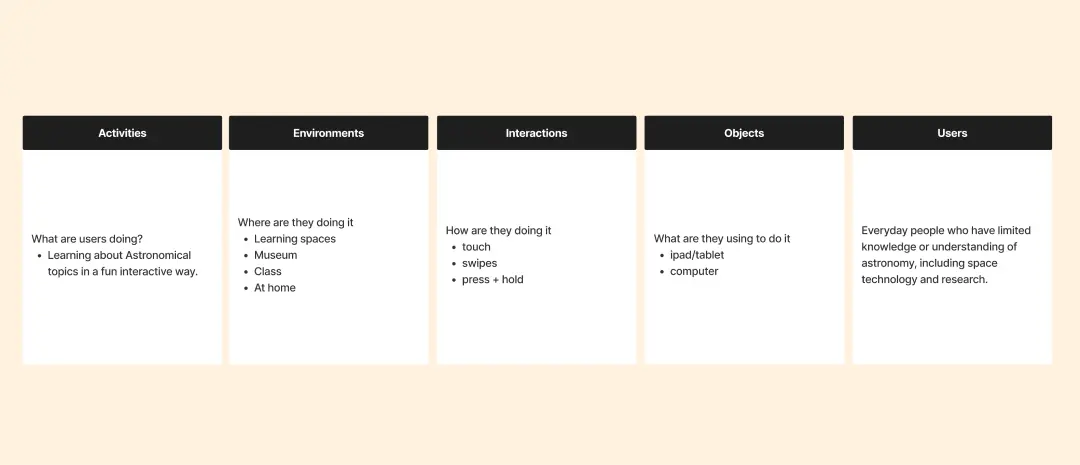 Activities
What are users doing?
• Learning about Astronomical
topics in a fun interactive way.
Environments
Where are they doing it
• Learning spaces
• Museum
• Class
• At home
Interactions
How are they doing it
• touch
• swipes
• press + hold
Objects
What are they using to do it
• ipad/tablet
• computer
Users
Everyday people who have limited
knowledge or understanding of
astronomy, including space
technology and research.